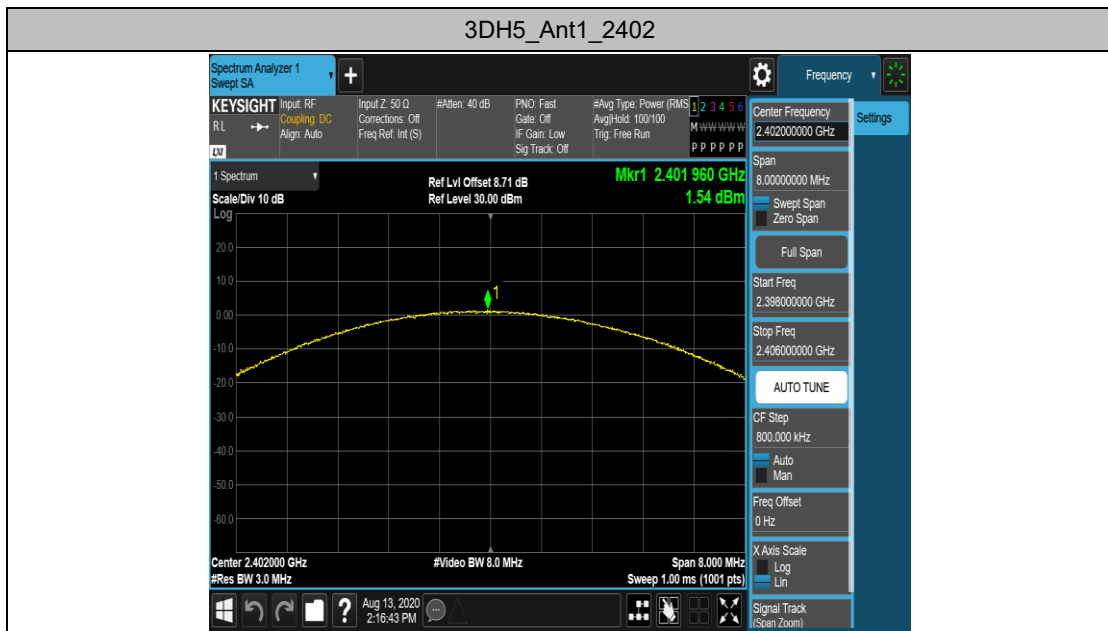 3DH5_Ant1_2402
Spectrum Analyzer 1
Swept SA
+
Frequency
KEYSIGHT
RL
LXI
Input: RF
Coupling: DC
Align: Auto
Input Z: 50 Ω
Corrections: Off
Freq Ref: Int (S)
#Atten: 40 dB
PNO: Fast
Gate: Off
IF Gain: Low
Sig Track: Off
#Avg Type: Power (RMS
Avg|Hold: 100/100
Trig: Free Run
1 2 3 4 5 6
M W W W W W
P P P P P P
1 Spectrum
Scale/Div 10 dB
Log
Ref Lvl Offset 8.71 dB
Ref Level 30.00 dBm
Mkr1 2.401 960 GHz
1.54 dBm
20.0
10.0
0.00
-10.0
-20.0
-30.0
-40.0
-50.0
-60.0
1
Center 2.402000 GHz
#Res BW 3.0 MHz
#Video BW 8.0 MHz
Span 8.000 MHz
Sweep 1.00 ms (1001 pts)
?
Aug 13, 2020
2:16:43 PM
Center Frequency
2.402000000 GHz
Settings
Span
8.00000000 MHz
Swept Span
Zero Span
Full Span
Start Freq
2.398000000 GHz
Stop Freq
2.406000000 GHz
AUTO TUNE
CF Step
800.000 kHz
Auto
Man
Freq Offset
0 Hz
X Axis Scale
Log
Lin
Signal Track
(Span Zoom)